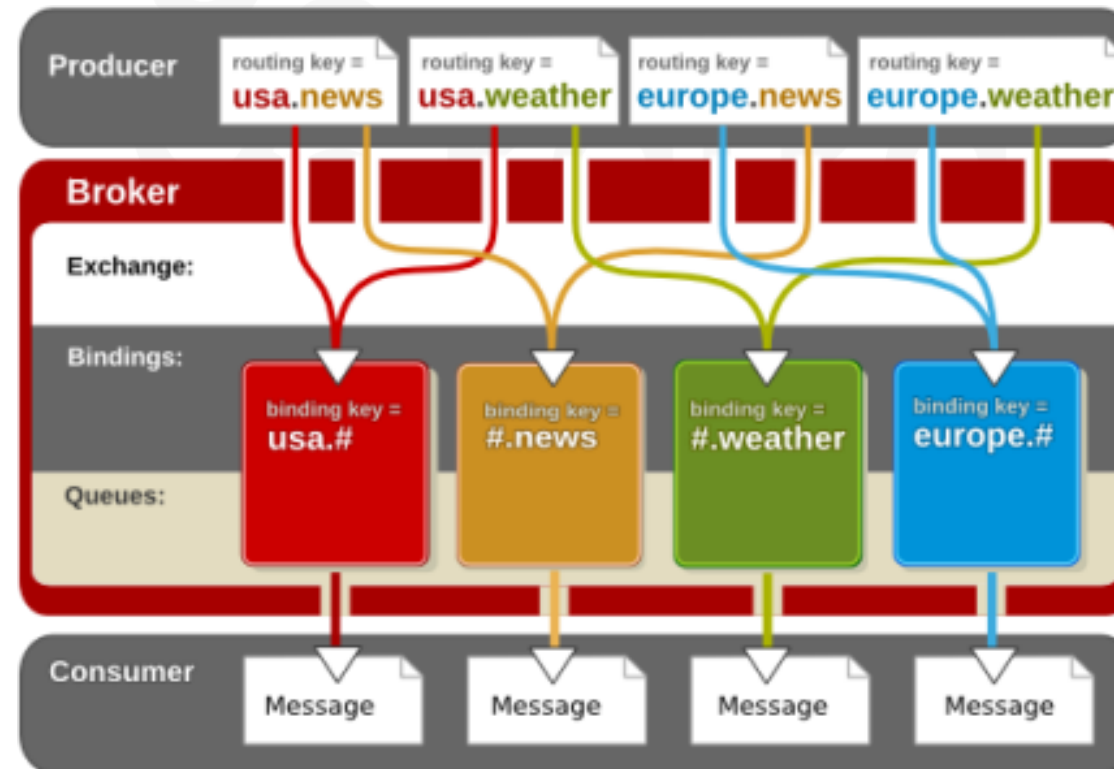 Producer
routing key =
usa.news
routing key =
usa.weather
routing key =
europe.news
routing key =
europe.weather
Broker
Exchange:
Bindings:
binding key =
usa.#
binding key =
#.news
binding key =
#.weather
binding key =
europe.#
Queues:
Consumer
Message
Message
Message
Message